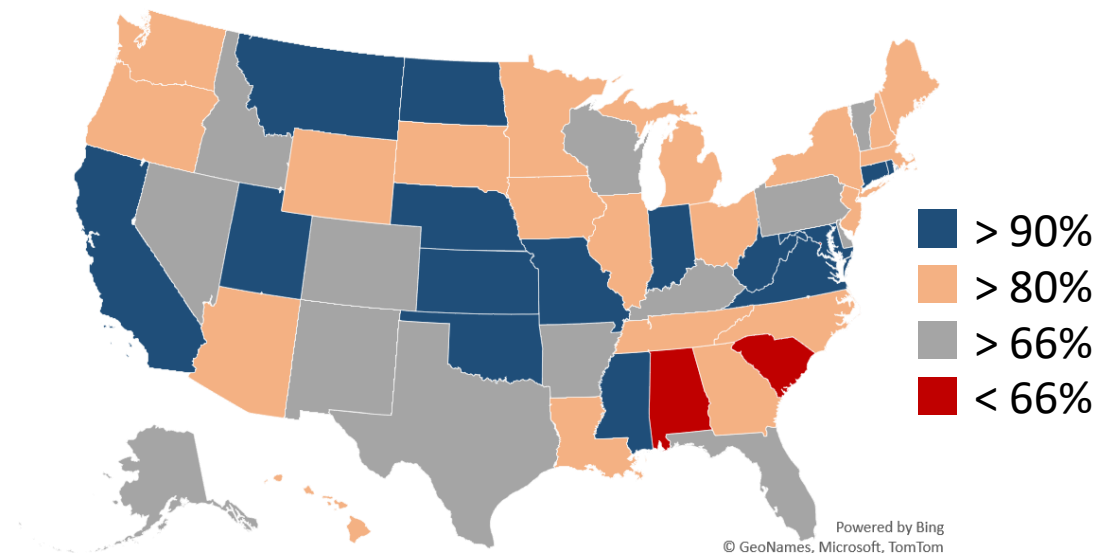 > 90%
> 80%
> 66%
< 66%
Powered by Bing
© GeoNames, Microsoft, TomTom